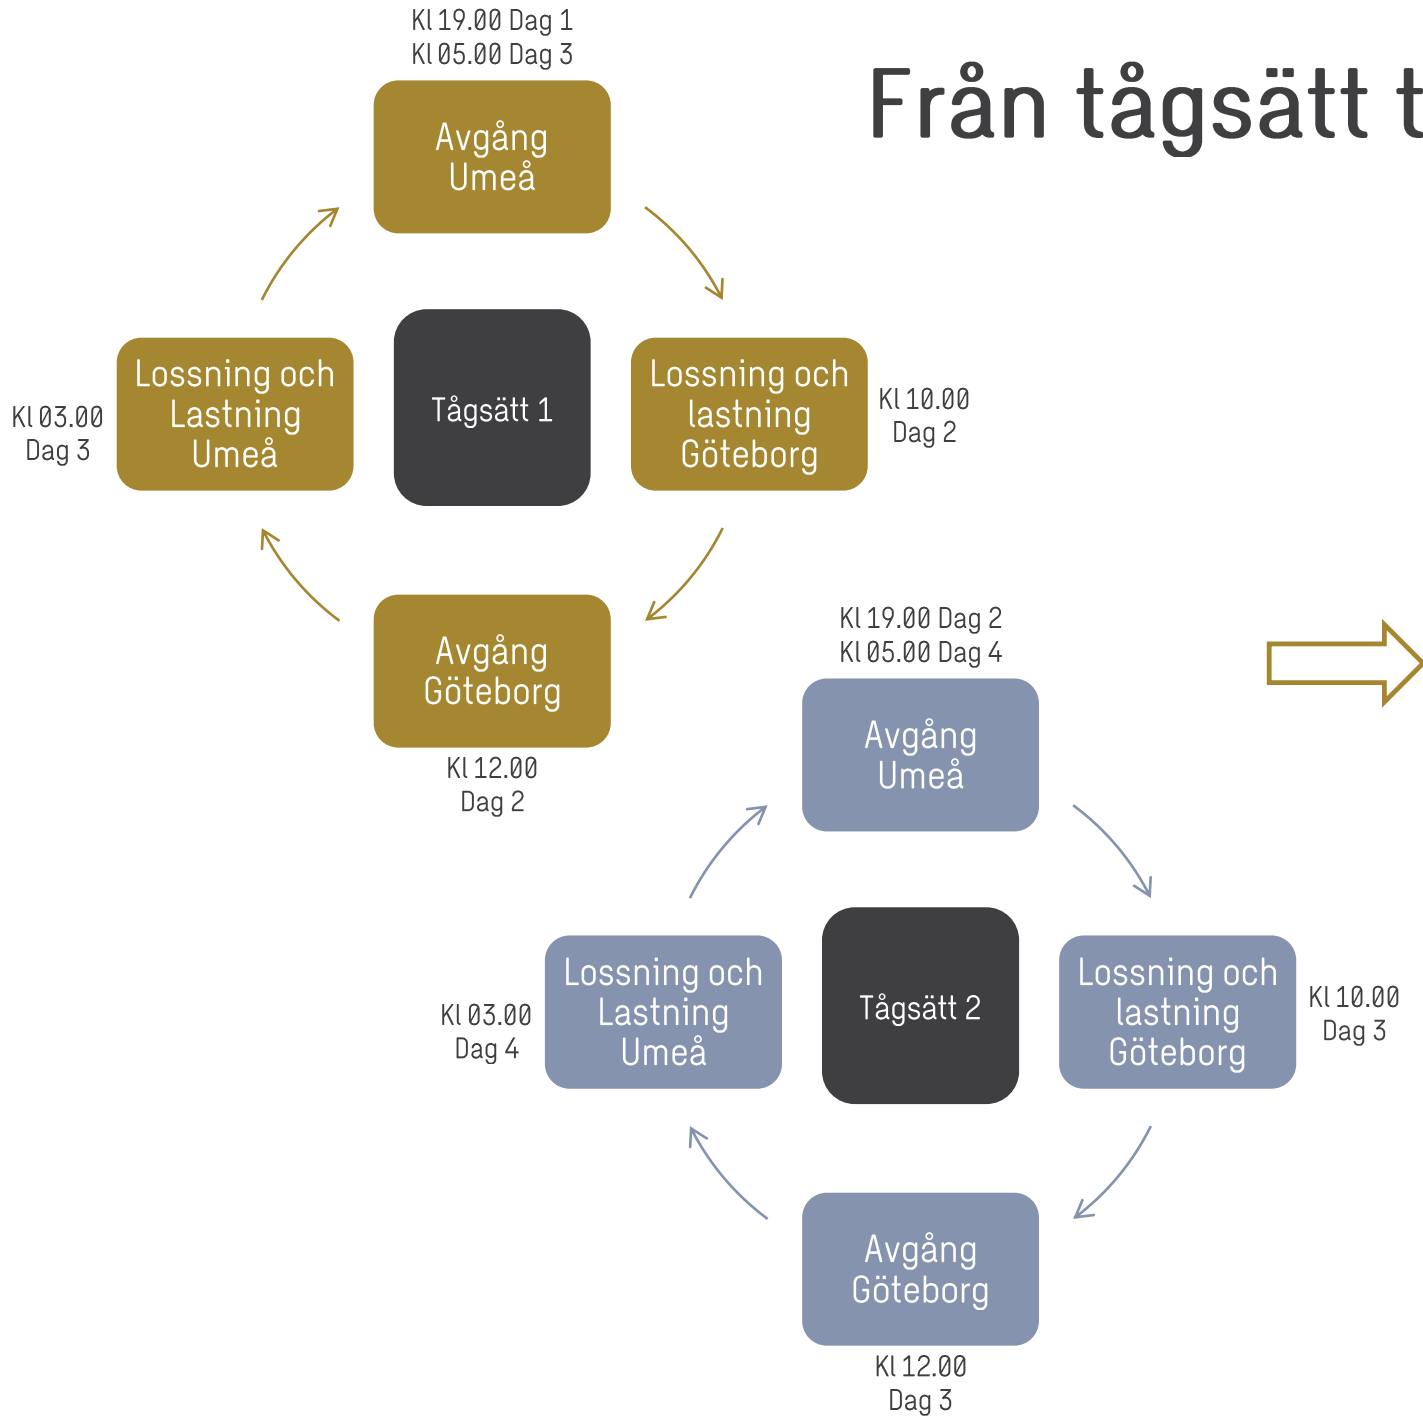 Från tågsätt t
Kl 19.00 Dag 1
Kl 05.00 Dag 3
Avgång
Umeå
Lossning och
lastning
Göteborg
Kl 10.00
Dag 2
Tågsätt 1
Kl 03.00
Dag 3
Lossning och
Lastning
Umeå
Avgång
Göteborg
Kl 12.00
Dag 2
Kl 19.00 Dag 2
Kl 05.00 Dag 4
Avgång
Umeå
Lossning och
lastning
Göteborg
Kl 10.00
Dag 3
Tågsätt 2
Kl 03.00
Dag 4
Lossning och
Lastning
Umeå
Avgång
Göteborg
Kl 12.00
Dag 3